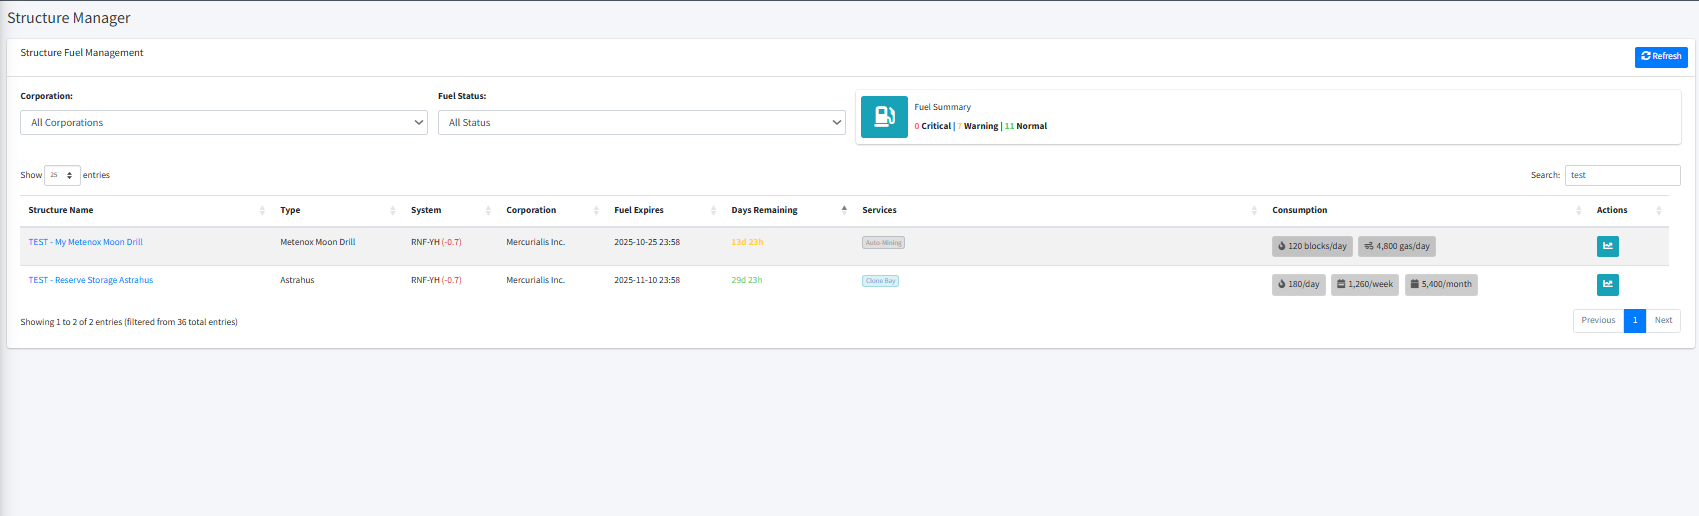 Structure Manager
Structure Fuel Management
Refresh
Corporation:
Fuel Status:
All Corporations
All Status
Fuel Summary
0 Critical | 7 Warning | 11 Normal
Show 25 entries
Search: test
Structure Name Type System Corporation Fuel Expires Days Remaining Services Consumption Actions
TEST - My Metenox Moon Drill Metenox Moon Drill RNF-YH (-0.7) Mercurialis Inc. 2025-10-25 23:58 13d 23h Auto Mining 120 blocks/day 4,800 gas/day
TEST - Reserve Storage Astrahus Astrahus RNF-YH (-0.7) Mercurialis Inc. 2025-11-10 23:58 29d 23h Clone Bay 180/day 1,260/week 5,400/month
Showing 1 to 2 of 2 entries (filtered from 36 total entries)
Previous 1 Next